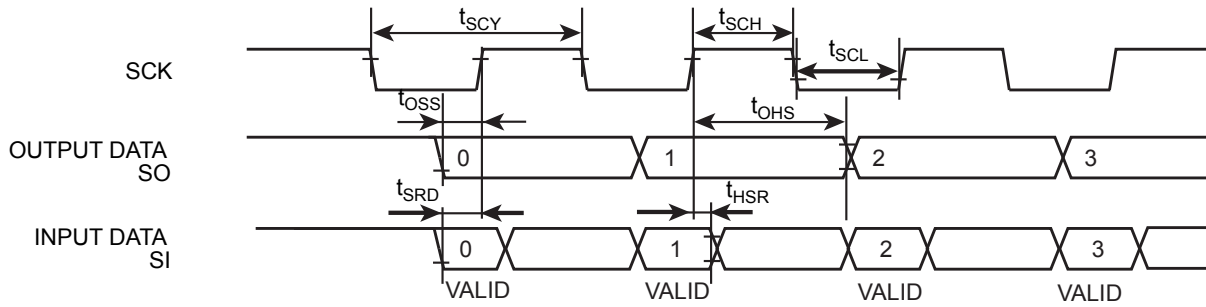 tSCY
tSCH
tSCL
SCK
tOSS
tOHS
OUTPUT DATA
SO
0 1 2 3
tSRD
tHSR
INPUT DATA
SI
0 1 2 3
VALID VALID VALID VALID